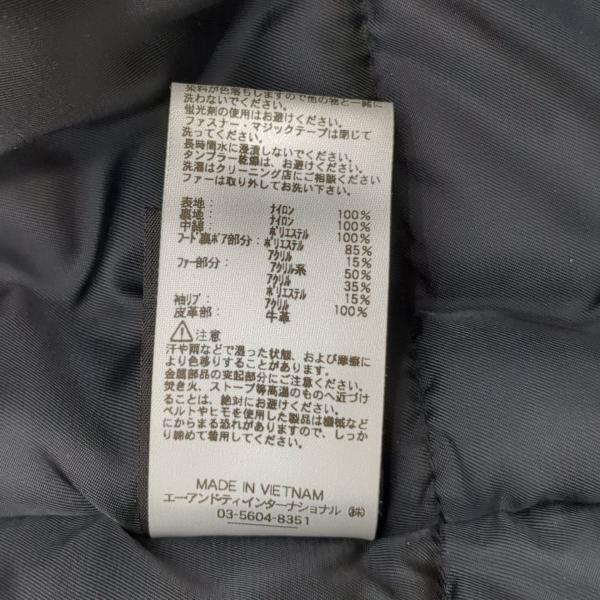 染料が色落ちしますので他の物と一緒に
洗わないでください。
蛍光剤の使用はお避けください。
ファスナー・マジックテープは閉じて
洗ってください。
長時間水に浸漬しないでください。
タンブラー乾燥は、お避けください。
洗濯はクリーニング店にご相談ください
ファーは取り外してお洗い下さい。
表地： ナイロン 100%
裏地： ナイロン 100%
中綿： ポリエステル 100%
フード裏ボア部分： ポリエステル 85%
アクリル 15%
ファー部分： アクリル系 50%
アクリル 35%
ポリエステル 15%
袖リブ： アクリル 100%
皮革部： 牛革
⚠注意
汗や雨などで湿った状態、および摩擦に
より色移りすることがあります。
金属部品の変記部分にご注意ください。
焚き火、ストーブ等高温のものへ近づけ
ることは、絶対にお避けください。
ベルトやヒモを使用した製品は機械など
にからまる恐れがありますので、しっか
り締めて着用してください。
MADE IN VIETNAM
エー・アンドティ・インターナショナル ㈱
03-5604-8351